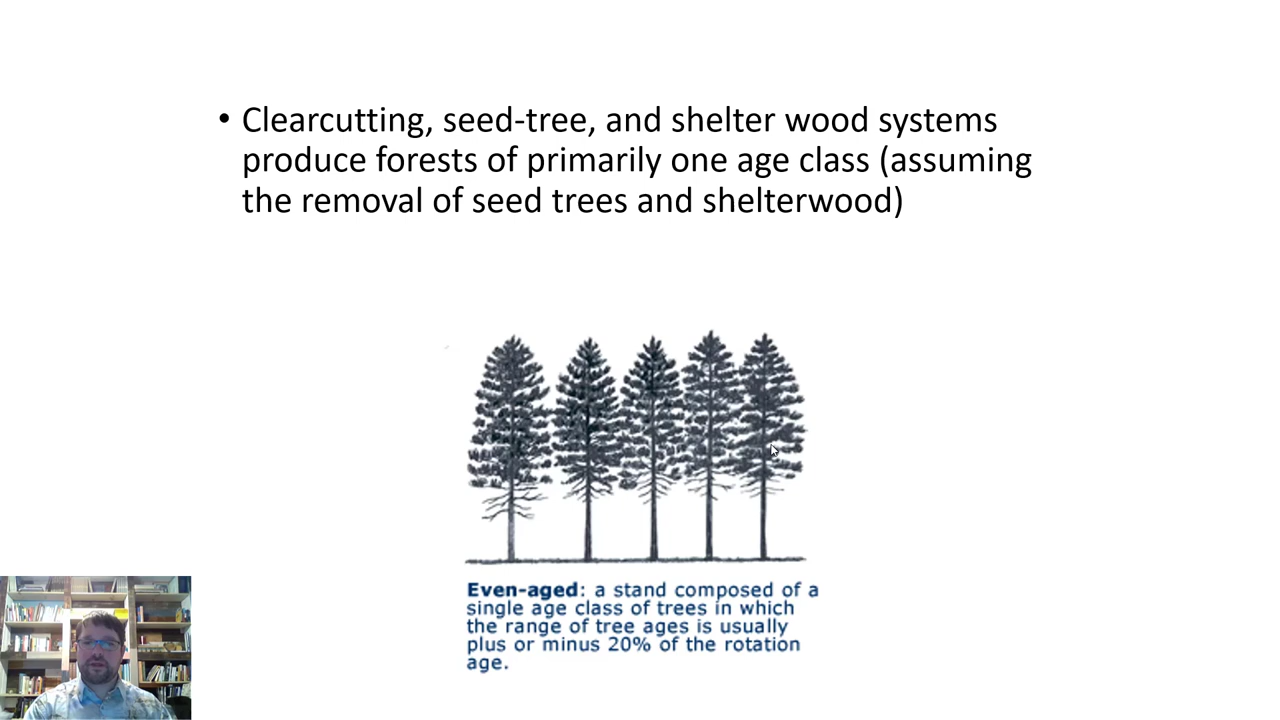 • Clearcutting, seed-tree, and shelter wood systems
produce forests of primarily one age class (assuming
the removal of seed trees and shelterwood)
Even-aged: a stand composed of a
single age class of trees in which
the range of tree ages is usually
plus or minus 20% of the rotation
age.